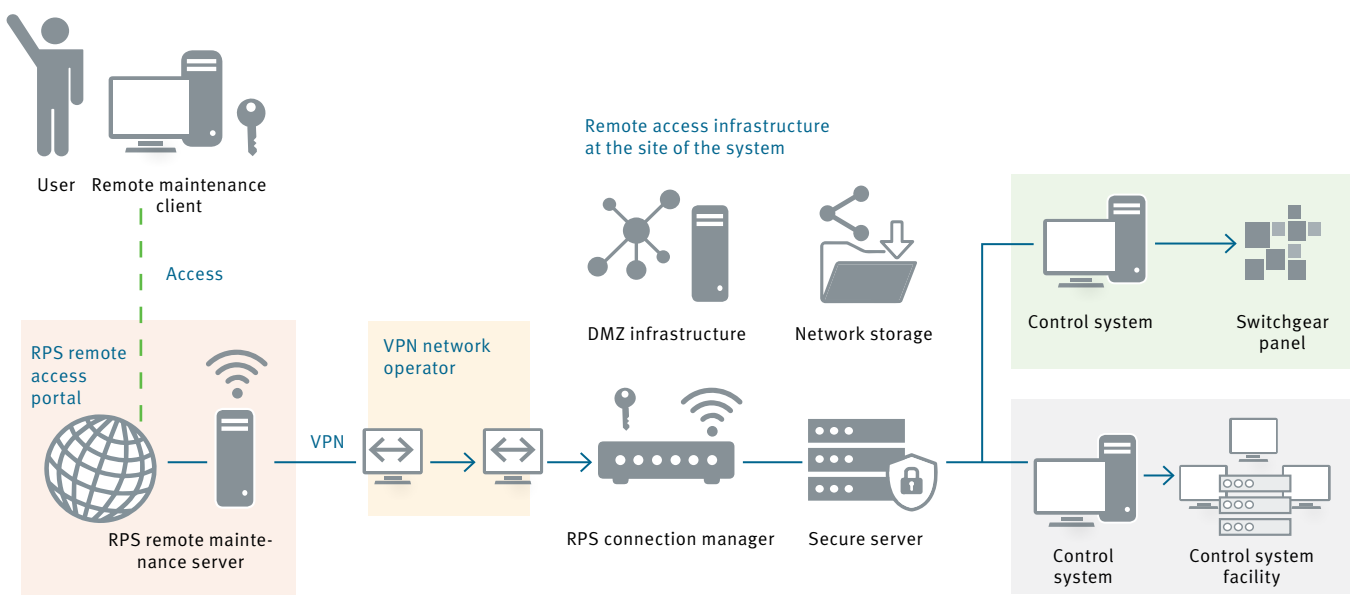 User
Remote maintenance
client
Access
RPS remote
access
portal
RPS remote mainte-
nance server
VPN
VPN network
operator
Remote access infrastructure
at the site of the system
DMZ infrastructure
Network storage
RPS connection manager
Secure server
Control system
Switchgear
panel
Control
system
Control system
facility